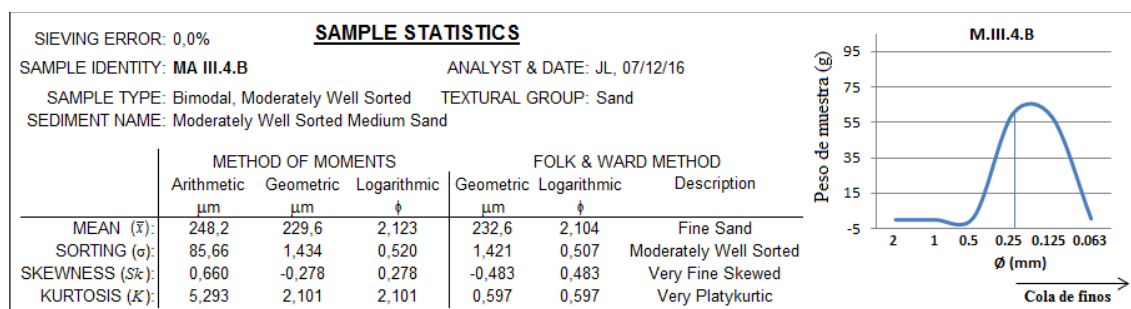 SAMPLE STATISTICS
SIEVING ERROR: 0,0%
SAMPLE IDENTITY: MA III.4.B ANALYST & DATE: JL, 07/12/16
SAMPLE TYPE: Bimodal, Moderately Well Sorted TEXTURAL GROUP: Sand
SEDIMENT NAME: Moderately Well Sorted Medium Sand
METHOD OF MOMENTS FOLK & WARD METHOD
Arithmetic Geometric Logarithmic Geometric Logarithmic Description
μm μm ϕ μm ϕ
MEAN (x̅): 248,2 229,6 2,123 232,6 2,104 Fine Sand
SORTING (σ): 85,66 1,434 0,520 1,421 0,507 Moderately Well Sorted
SKEWNESS (Sk): 0,660 -0,278 0,278 -0,483 0,483 Very Fine Skewed
KURTOSIS (K): 5,293 2,101 2,101 0,597 0,597 Very Platykurtic
M.III.4.B
Peso de muestra (g)
95
75
55
35
15
-5
2 1 0.5 0.25 0.125 0.063
Ø (mm)
Cola de finos